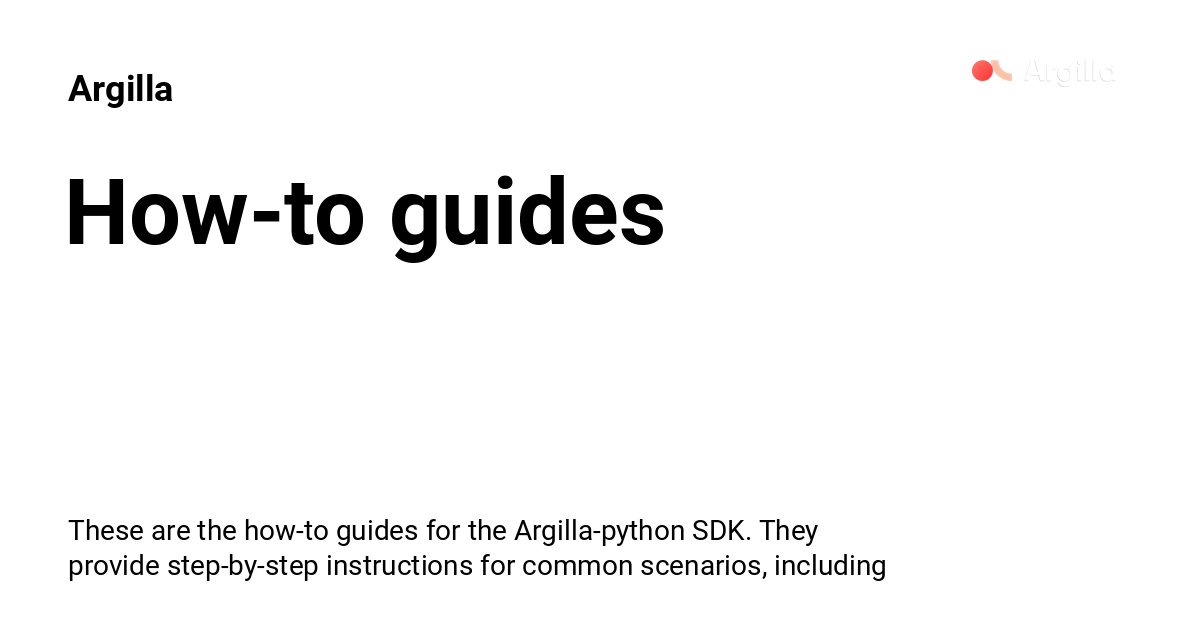 Argilla
Argilla
How-to guides
These are the how-to guides for the Argilla-python SDK. They
provide step-by-step instructions for common scenarios, including